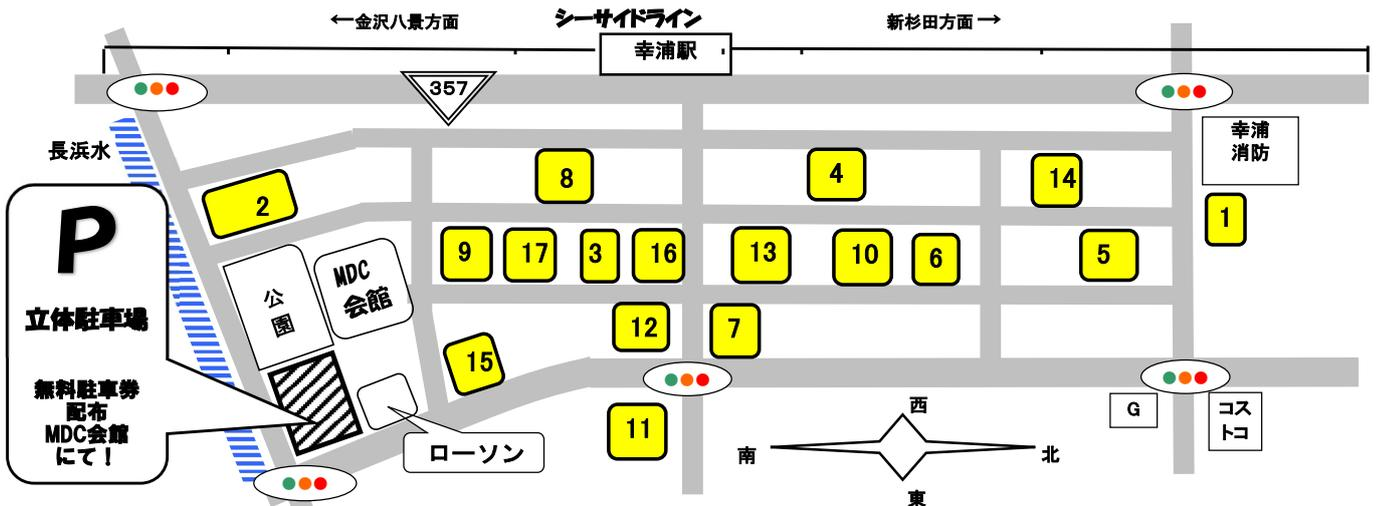 ←金沢八景方面
シーサイドライン
新杉田方面→
幸浦駅
357
長浜水
幸浦
消防
8
4
14
2
1
P
立体駐車場
無料駐車券
配布
MDC会館
にて！
9
17
3
16
13
10
6
5
公
園
MDC
会館
12
7
15
11
ローソン
西
南
北
東
G
コス
トコ